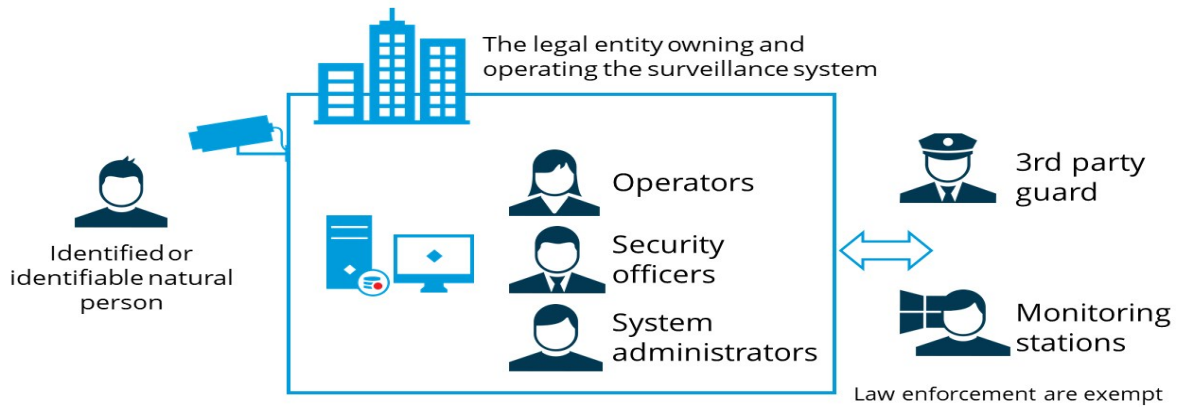 The legal entity owning and
operating the surveillance system
Identified or
identifiable natural
person
Operators
Security
officers
System
administrators
3rd party
guard
Monitoring
stations
Law enforcement are exempt